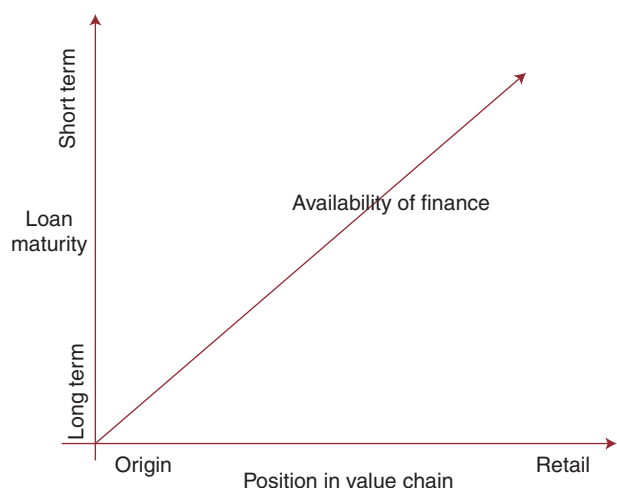 Short term
Availability of finance
Loan
maturity
Long term
Origin
Retail
Position in value chain